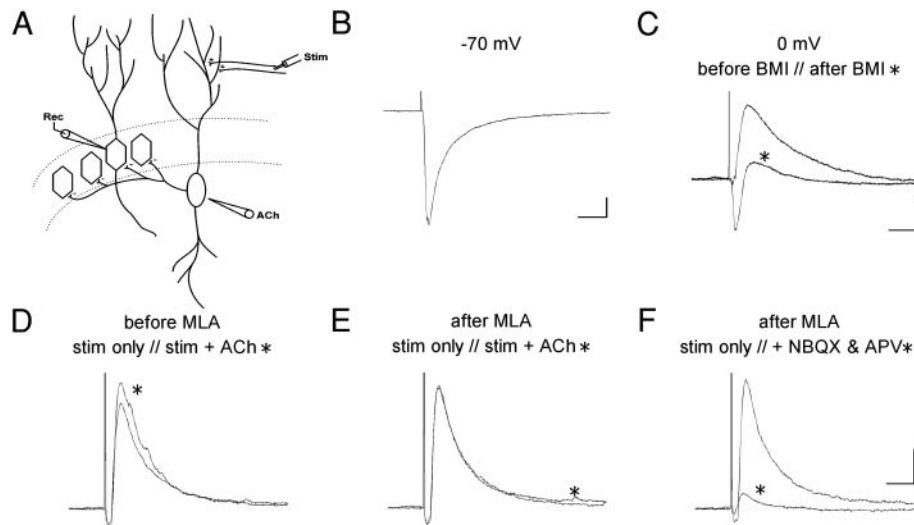 A
Stim
Rec
ACh
B
-70 mV
C
0 mV
before BMI // after BMI *
*
D
before MLA
stim only // stim + ACh *
*
E
after MLA
stim only // stim + ACh *
*
F
after MLA
stim only // + NBQX & APV*
*